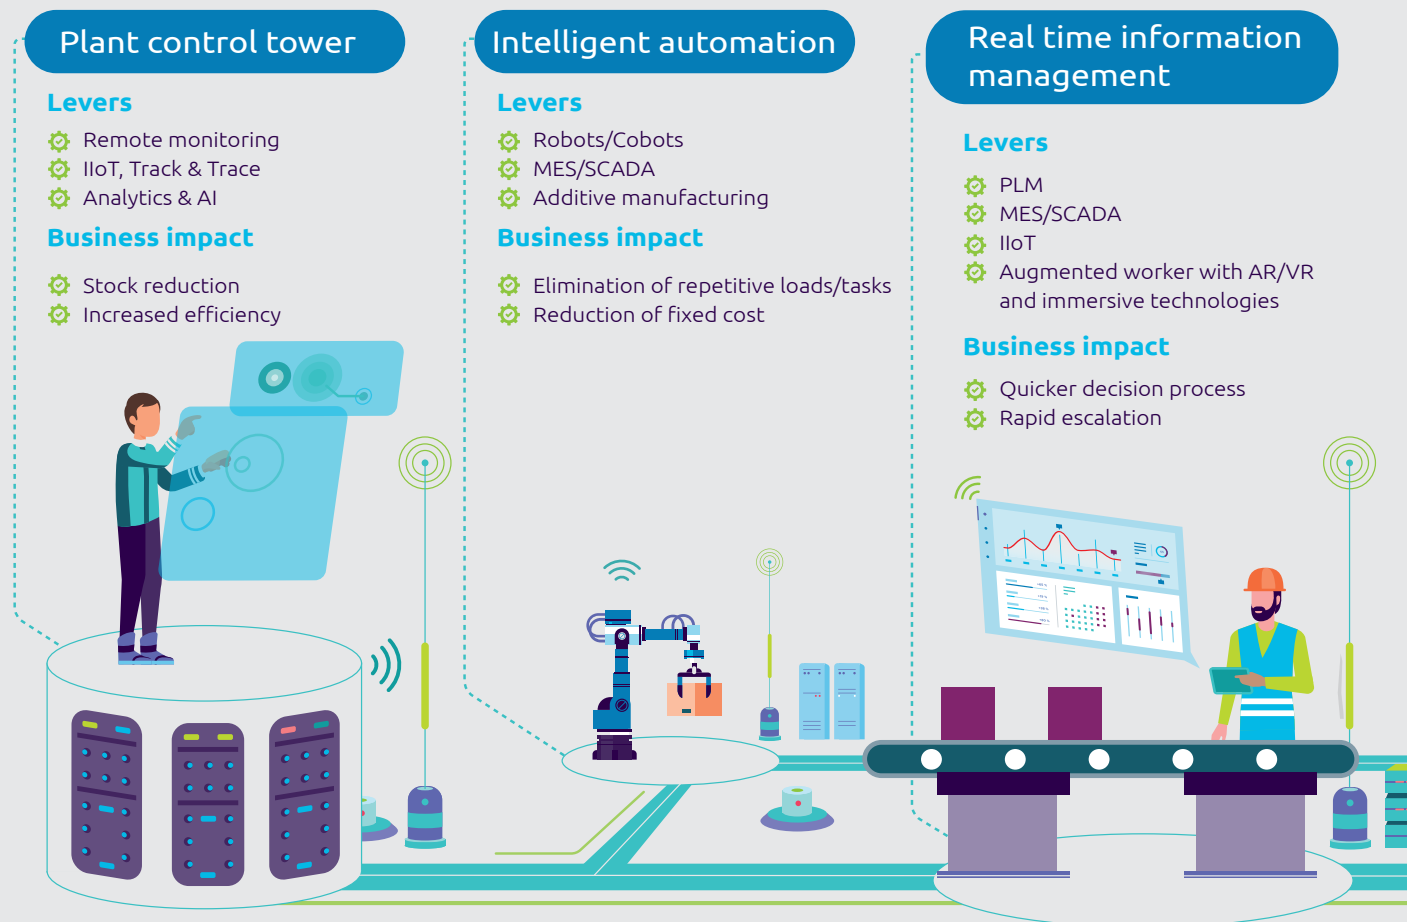 Plant control tower
Levers
Remote monitoring
IIoT, Track & Trace
Analytics & AI
Business impact
Stock reduction
Increased efficiency
Intelligent automation
Levers
Robots/Cobots
MES/SCADA
Additive manufacturing
Business impact
Elimination of repetitive loads/tasks
Reduction of fixed cost
Real time information
management
Levers
PLM
MES/SCADA
IIoT
Augmented worker with AR/VR
and immersive technologies
Business impact
Quicker decision process
Rapid escalation